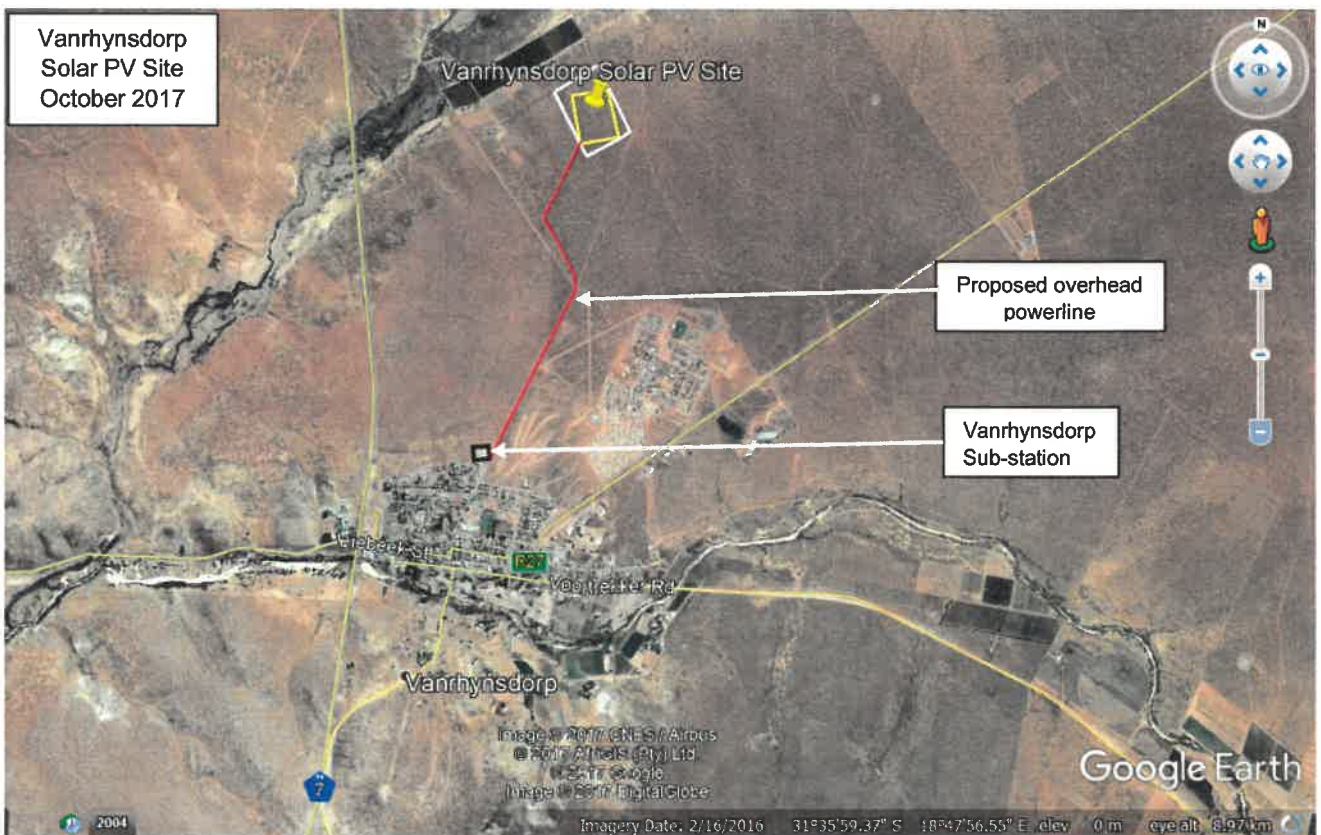 Vanrhynsdorp
Solar PV Site
October 2017
Vanrhynsdorp Solar PV Site
N
Proposed overhead
powerline
Vanrhynsdorp
Sub-station
R27
Voortrekker Rd
Vanrhynsdorp
Image © 2017 CNES / Airbus
© 2017 AfriGIS (Pty) Ltd.
© 2017 Google
Image © 2017 DigitalGlobe
N
7
Google Earth
2004
Imagery Date: 2/16/2016 31°35'59.37" S 18°47'56.55" E elev 0 m eye alt 8.97 km